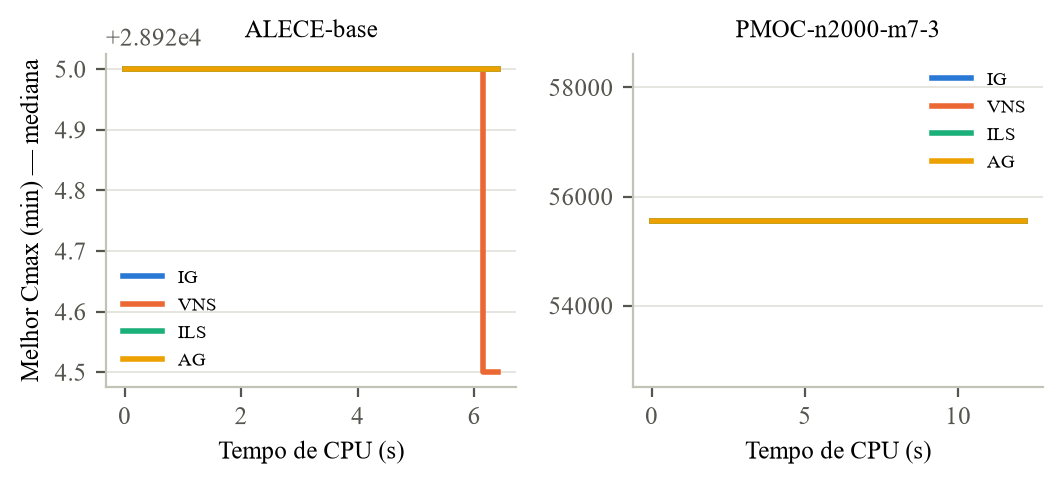 +2.892e4
ALECE-base
Melhor Cmax (min) — mediana
5.0
4.9
4.8
4.7
4.6
4.5
IG
VNS
ILS
AG
0 2 4 6
Tempo de CPU (s)
PMOC-n2000-m7-3
58000
56000
54000
IG
VNS
ILS
AG
0 5 10
Tempo de CPU (s)